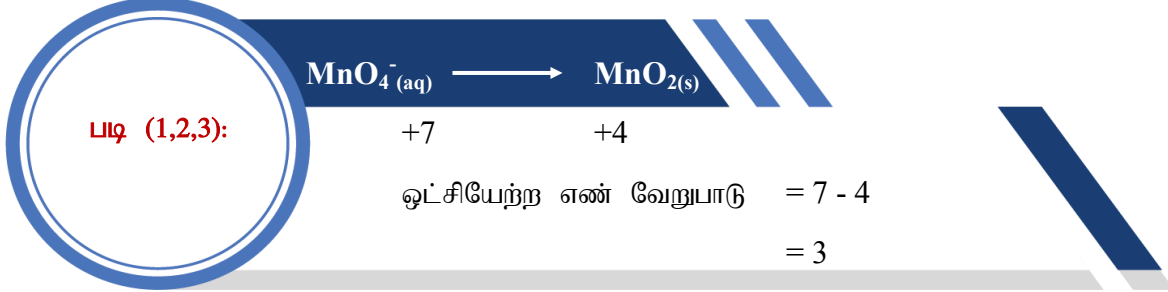 MnO₄⁻₍aq₎ ⟶ MnO₂₍s₎
படி (1,2,3):
+7 +4
ஒட்சியேற்ற எண் வேறுபாடு = 7 - 4
= 3